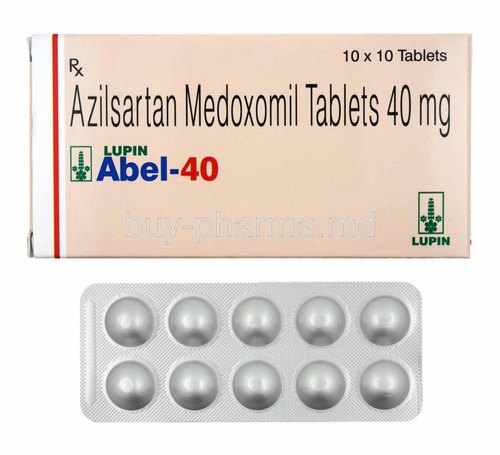 Rx
10 x 10 Tablets
Azilsartan Medoxomil Tablets 40 mg
LUPIN
Abel-40
buy-pharma.md
LUPIN